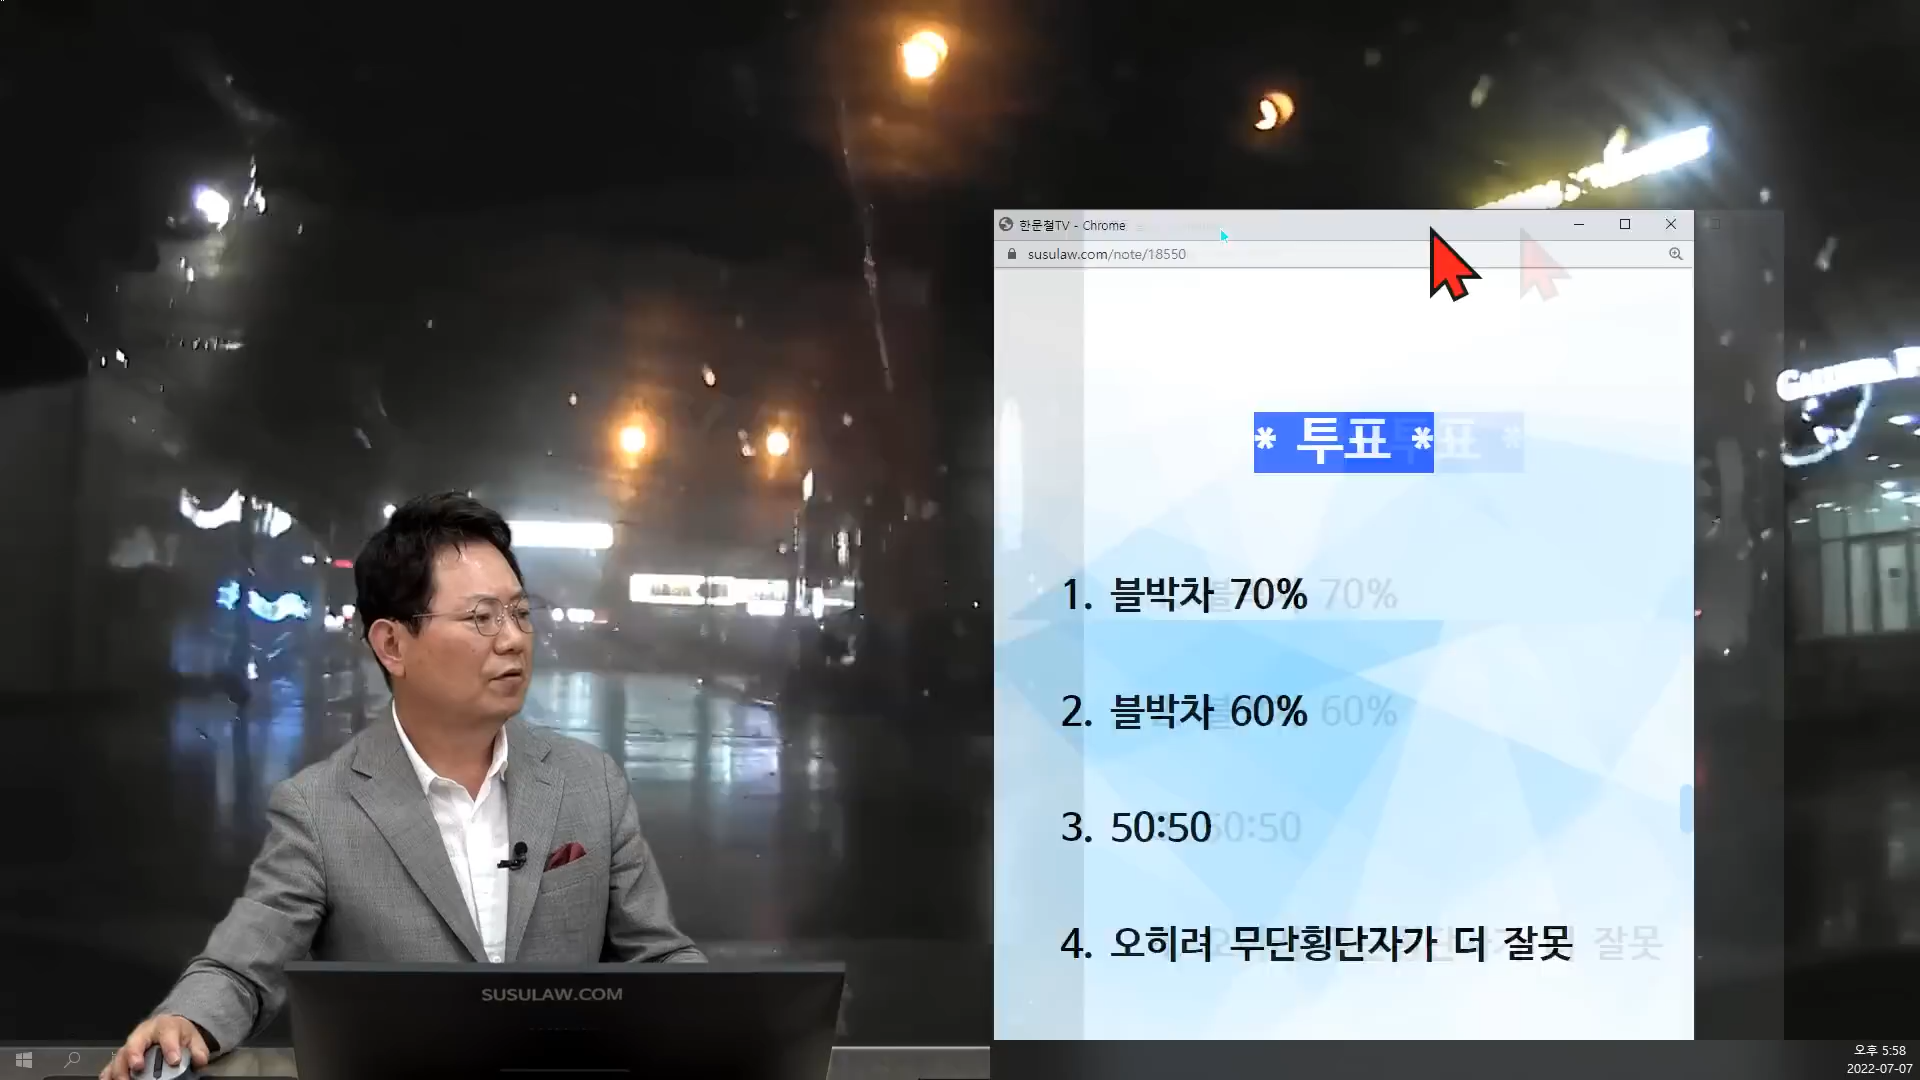 한문철TV - Chrome
susulaw.com/note/18550
* 투표 *
1. 블박차 70%
2. 블박차 60%
3. 50:50
4. 오히려 무단횡단자가 더 잘못
SUSULAW.COM
오후 5:58
2022-07-07